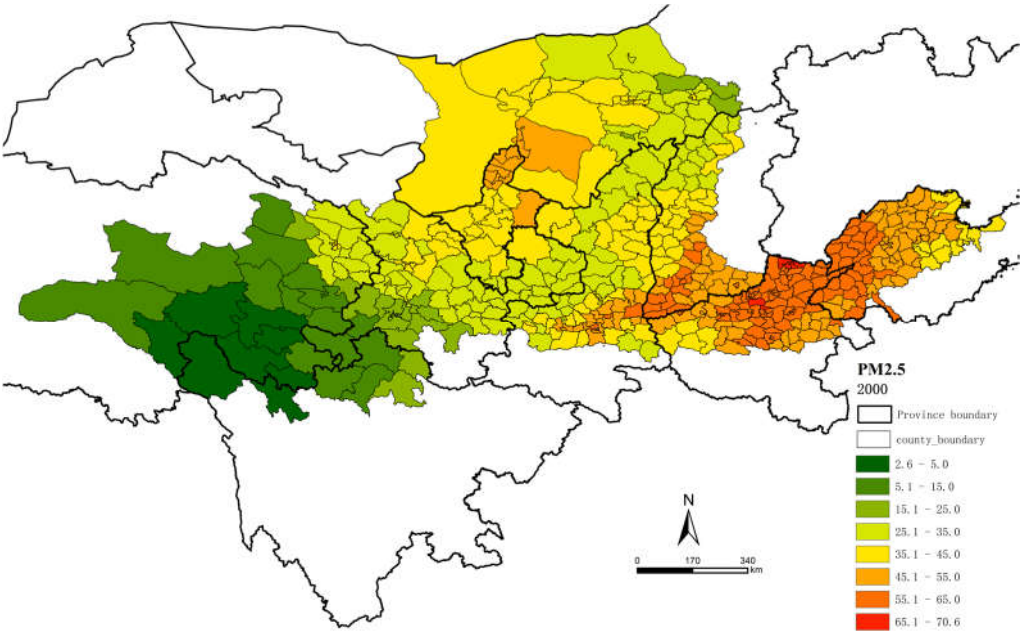 PM2.5
2000
Province boundary
county_boundary
2.6 - 5.0
5.1 - 15.0
15.1 - 25.0
25.1 - 35.0
35.1 - 45.0
45.1 - 55.0
55.1 - 65.0
65.1 - 70.6
N
0 170 340
km